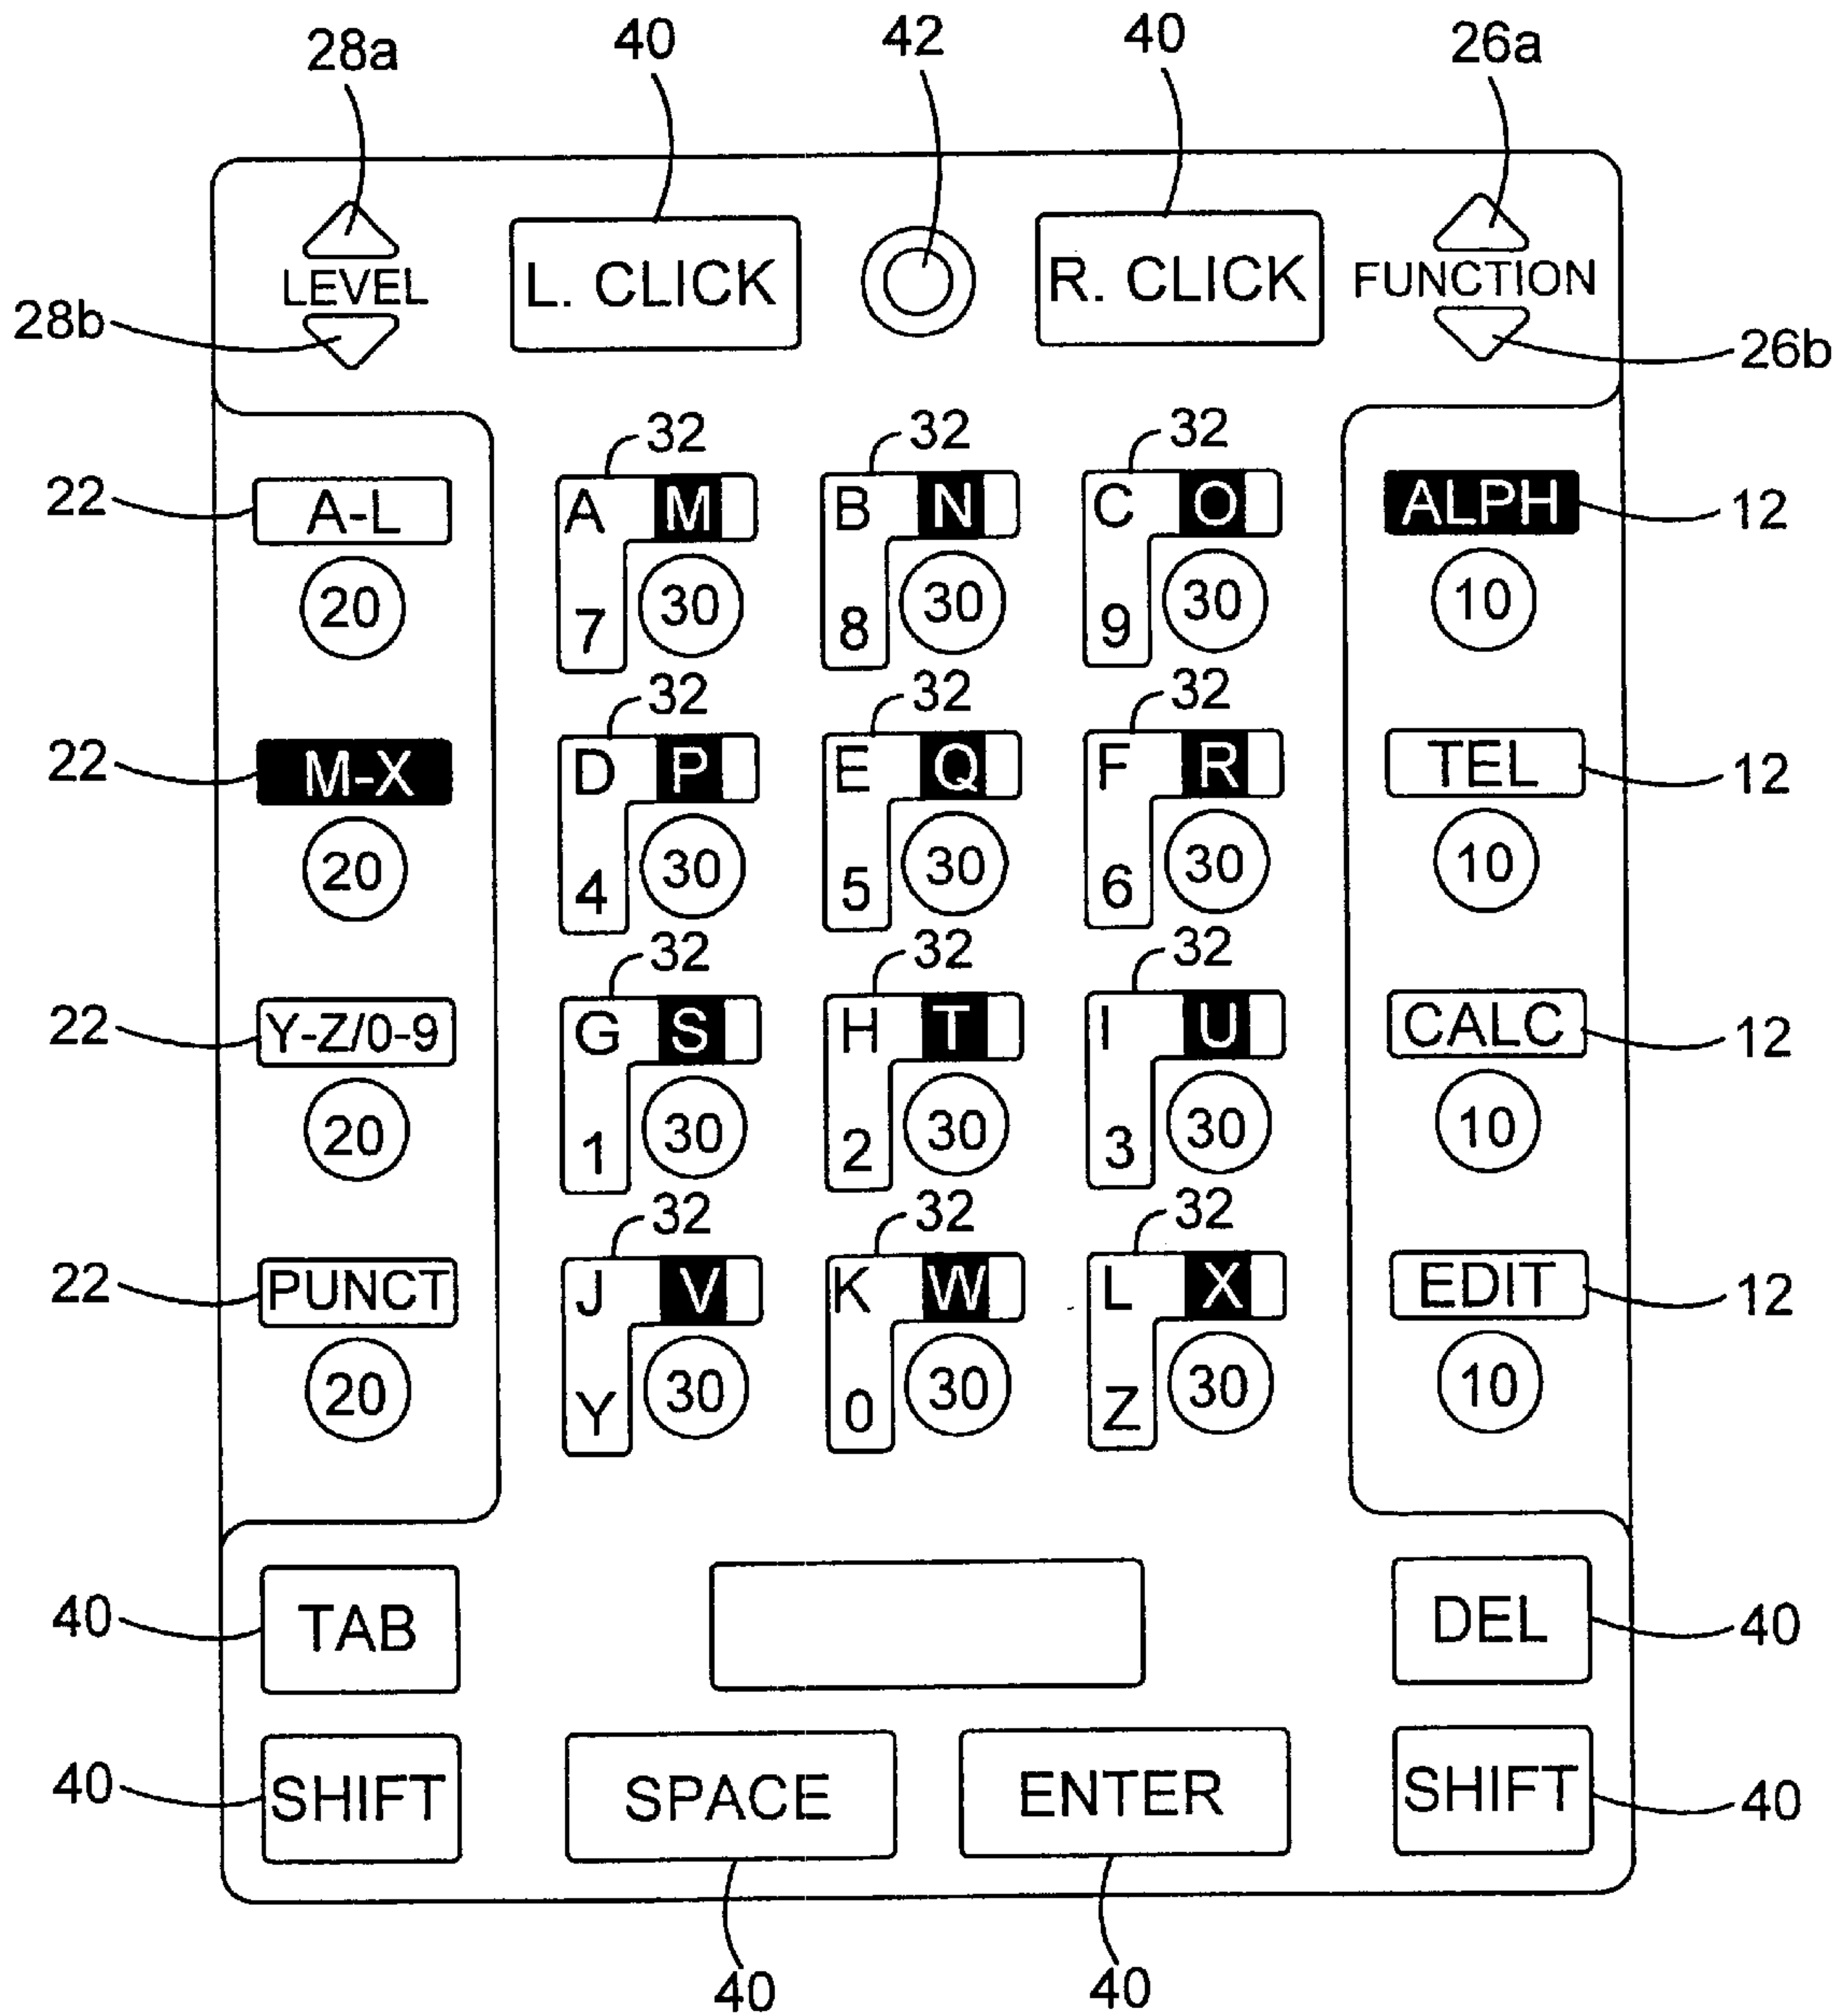 28a 40 42 40 26a
L. CLICK R. CLICK
LEVEL FUNCTION
28b 26b
32 32 32
22 A-L A M B N C O ALPH 12
20 7 30 8 30 9 30 10
32 32 32
22 M-X D P E Q F R TEL 12
20 4 30 5 30 6 30 10
32 32 32
22 Y-Z/0-9 G S H T I U CALC 12
20 1 30 2 30 3 30 10
32 32 32
22 PUNCT J V K W L X EDIT 12
20 Y 30 0 30 Z 30 10
40 TAB DEL 40
40 SHIFT SPACE ENTER SHIFT 40
40 40